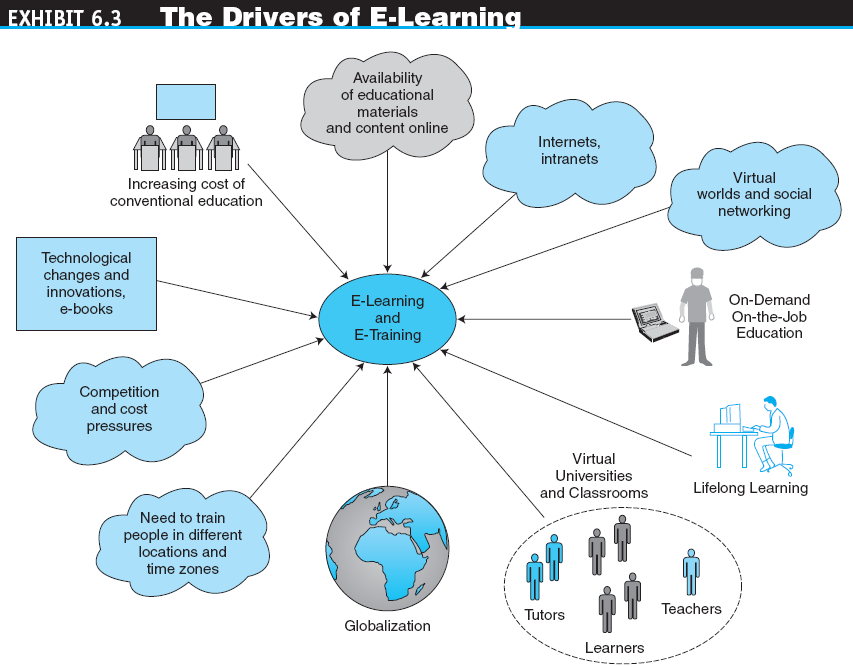 EXHIBIT 6.3 The Drivers of E-Learning
Availability
of educational
materials
and content online
Internets,
intranets
Virtual
worlds and social
networking
Increasing cost of
conventional education
Technological
changes and
innovations,
e-books
E-Learning
and
E-Training
On-Demand
On-the-Job
Education
Competition
and cost
pressures
Lifelong Learning
Virtual
Universities
and Classrooms
Need to train
people in different
locations and
time zones
Globalization
Tutors
Teachers
Learners